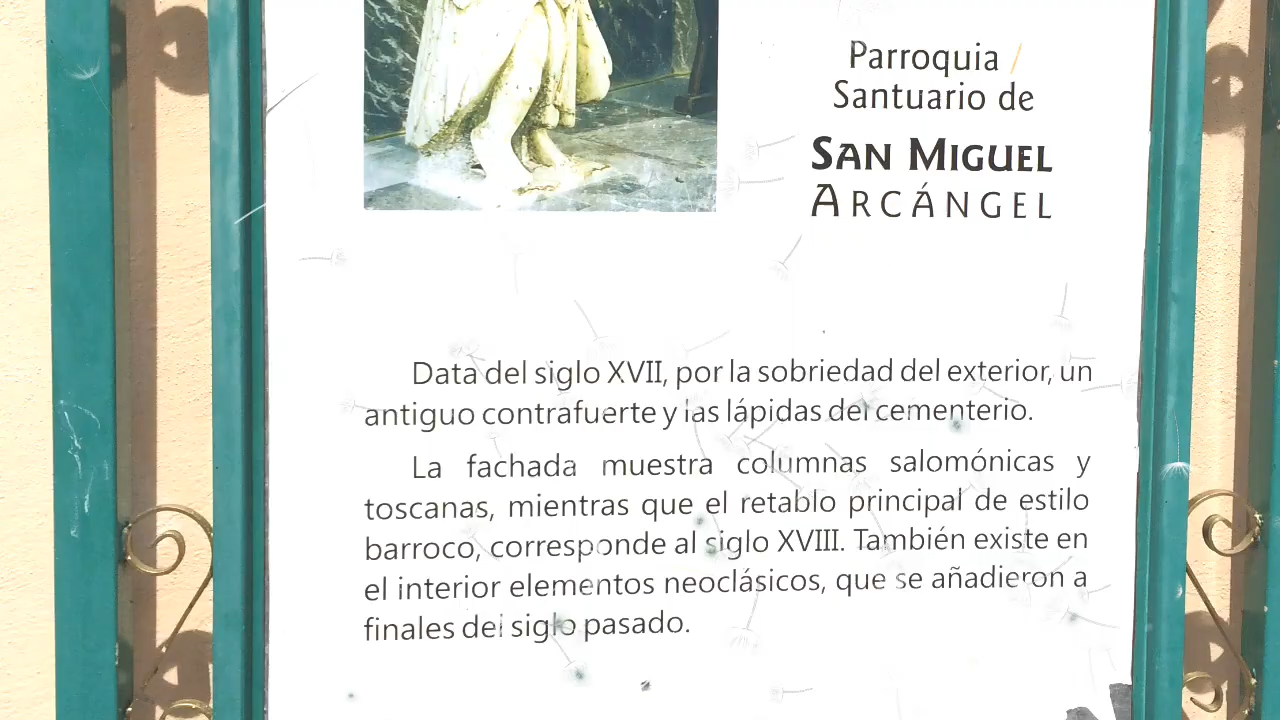 Parroquia /
Santuario de
SAN MIGUEL
ARCÁNGEL
Data del siglo XVII, por la sobriedad del exterior, un
antiguo contrafuerte y las lápidas del cementerio.
La fachada muestra columnas salomónicas y
toscanas, mientras que el retablo principal de estilo
barroco, corresponde al siglo XVIII. También existe en
el interior elementos neoclásicos, que se añadieron a
finales del siglo pasado.